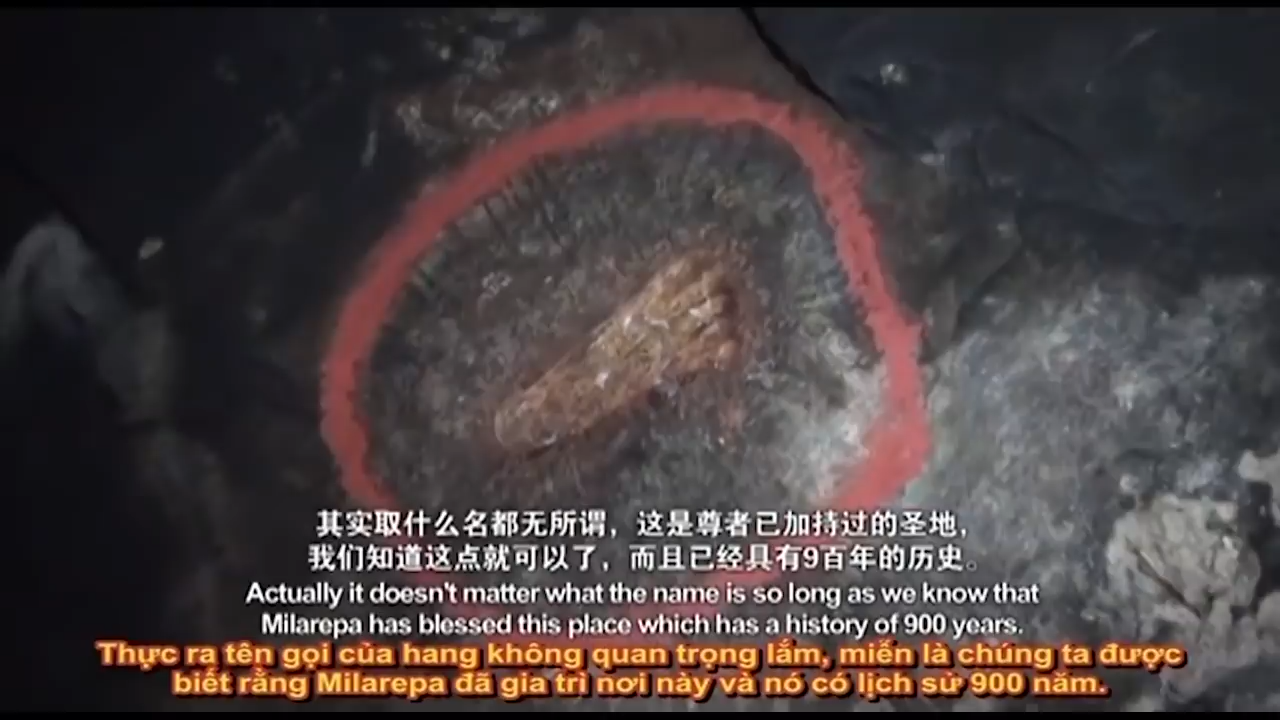 其实取什么名都无所谓，这是尊者已加持过的圣地，
我们知道这点就可以了，而且已经具有9百年的历史。
Actually it doesn't matter what the name is so long as we know that
Milarepa has blessed this place which has a history of 900 years.
Thực ra tên gọi của hang không quan trọng lắm, miễn là chúng ta được
biết rằng Milarepa đã gia trì nơi này và nó có lịch sử 900 năm.